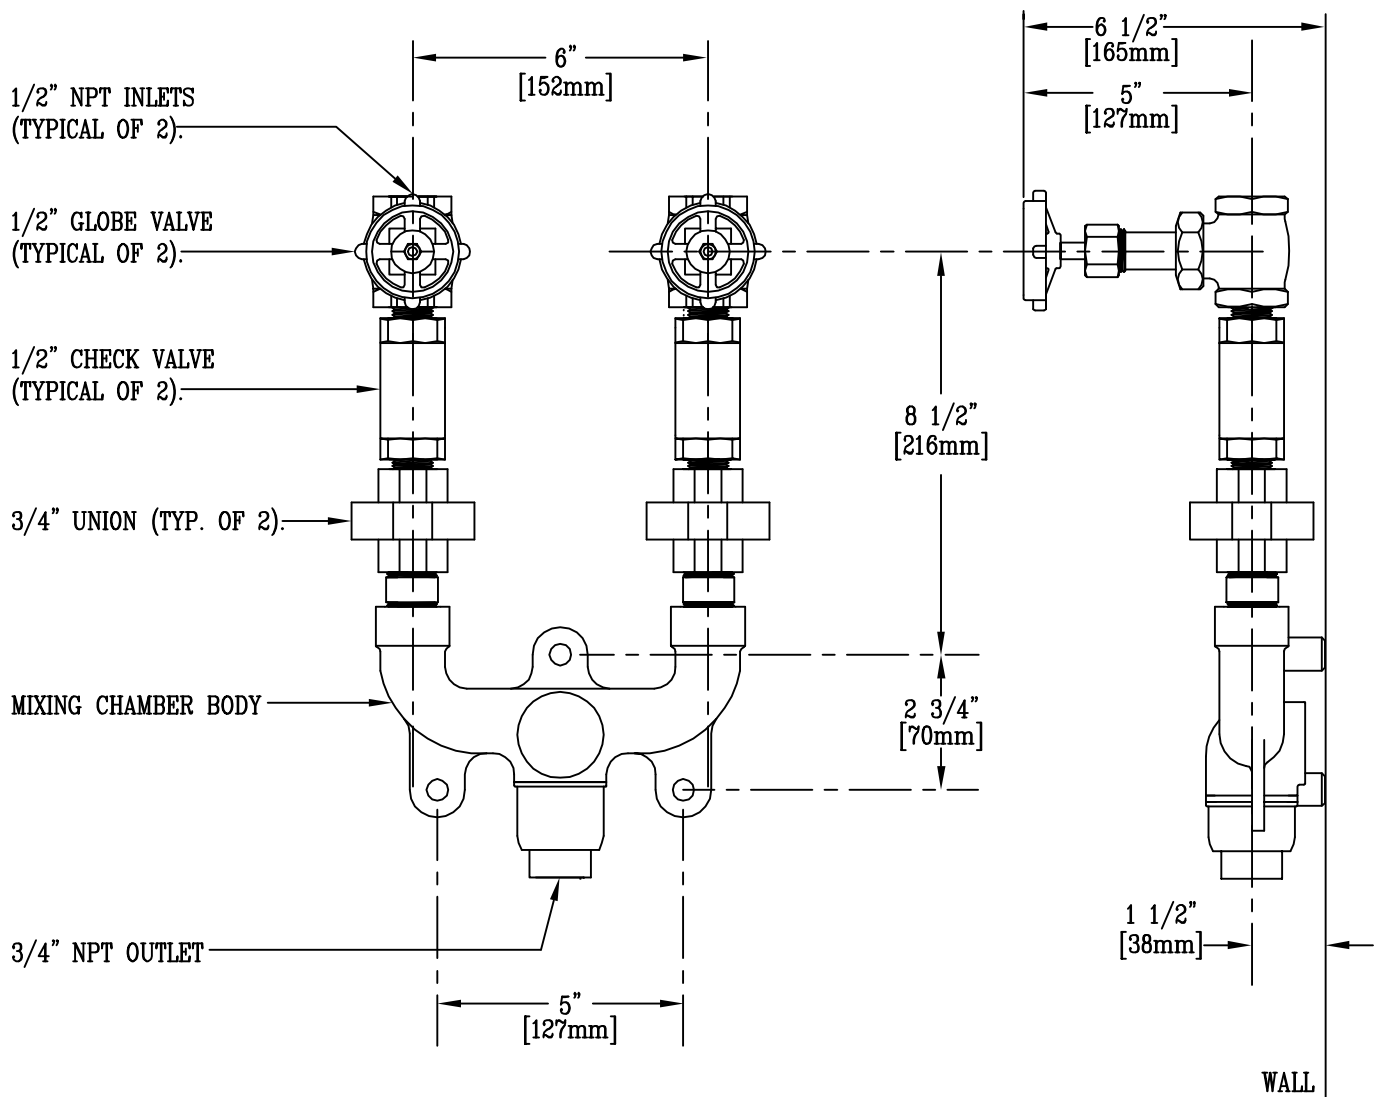 6"
[152mm]
6 1/2"
[165mm]
5"
[127mm]
1/2" NPT INLETS
(TYPICAL OF 2).
1/2" GLOBE VALVE
(TYPICAL OF 2).
1/2" CHECK VALVE
(TYPICAL OF 2).
8 1/2"
[216mm]
3/4" UNION (TYP. OF 2).
MIXING CHAMBER BODY
2 3/4"
[70mm]
1 1/2"
[38mm]
3/4" NPT OUTLET
5"
[127mm]
WALL